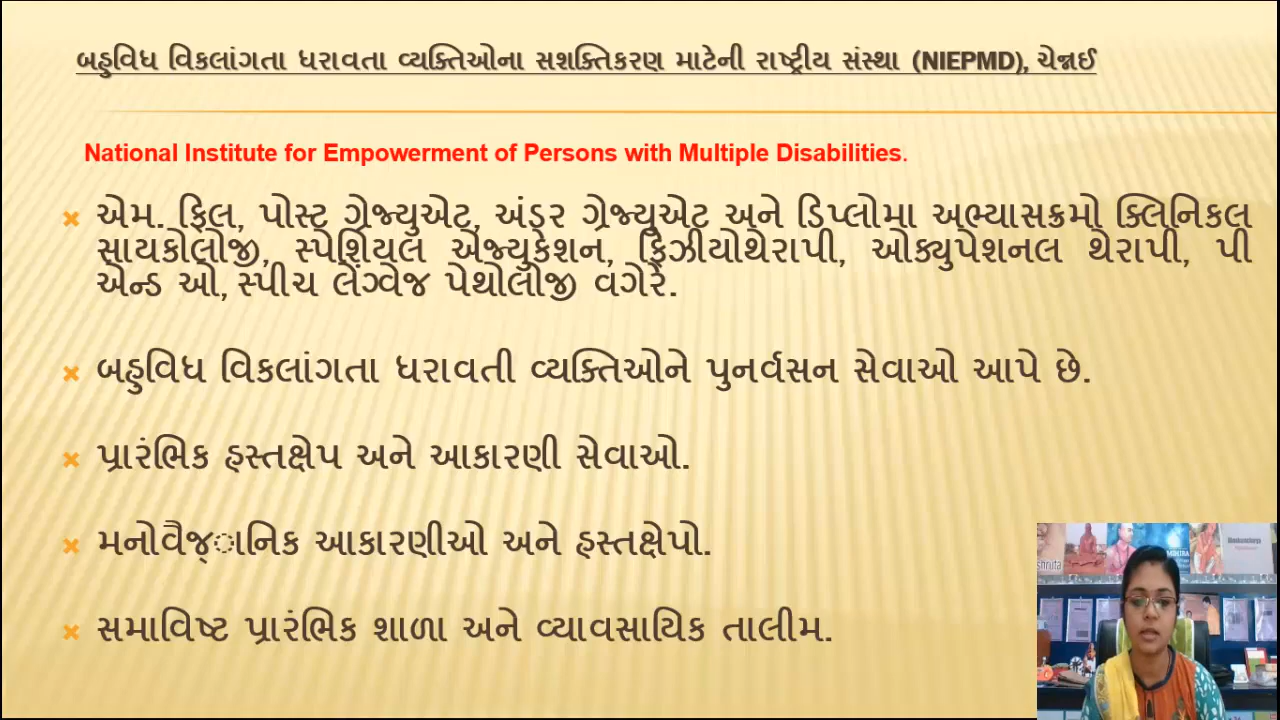 બહુવિધ વિકલાંગતા ધરાવતા વ્યક્તિઓના સશક્તિકરણ માટેની રાષ્ટ્રીય સંસ્થા (NIEPMD), ચેન્નઈ
National Institute for Empowerment of Persons with Multiple Disabilities.
એમ. ફિલ, પોસ્ટ ગ્રેજ્યુએટ, અંડર ગ્રેજ્યુએટ અને ડિપ્લોમા અભ્યાસક્રમો ક્લિનિકલ
સાયકોલોજી, સ્પેશિયલ એજ્યુકેશન, ફિઝીયોથેરાપી, ઓક્યુપેશનલ થેરાપી, પી
એન્ડ ઓ, સ્પીચ લેંગ્વેજ પેથોલોજી વગેરે.
બહુવિધ વિકલાંગતા ધરાવતી વ્યક્તિઓને પુનર્વસન સેવાઓ આપે છે.
પ્રારંભિક હસ્તક્ષેપ અને આકારણી સેવાઓ.
મનોવૈજ્ાનિક આકારણીઓ અને હસ્તક્ષેપો.
સમાવિષ્ટ પ્રારંભિક શાળા અને વ્યાવસાયિક તાલીમ.